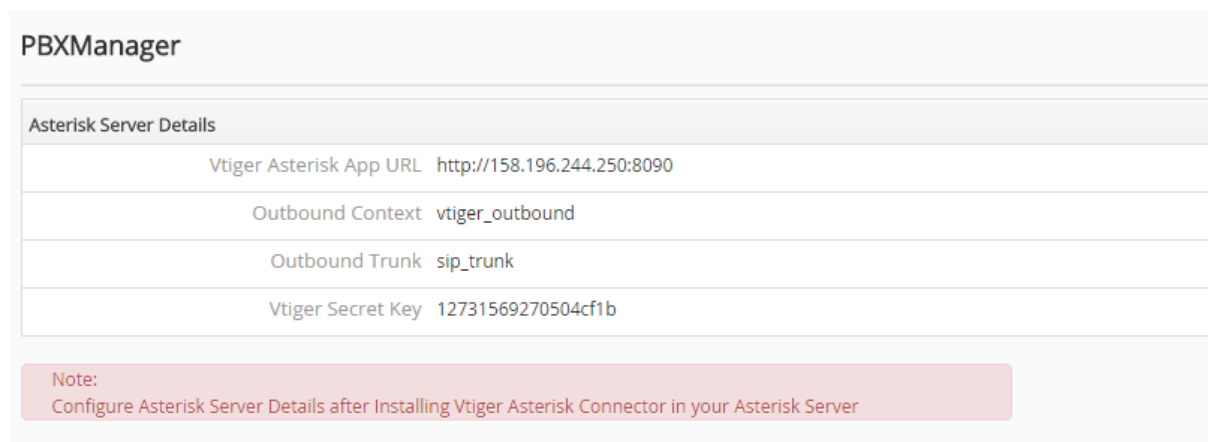 PBXManager
Asterisk Server Details
Vtiger Asterisk App URL http://158.196.244.250:8090
Outbound Context vtiger_outbound
Outbound Trunk sip_trunk
Vtiger Secret Key 12731569270504cf1b
Note:
Configure Asterisk Server Details after Installing Vtiger Asterisk Connector in your Asterisk Server